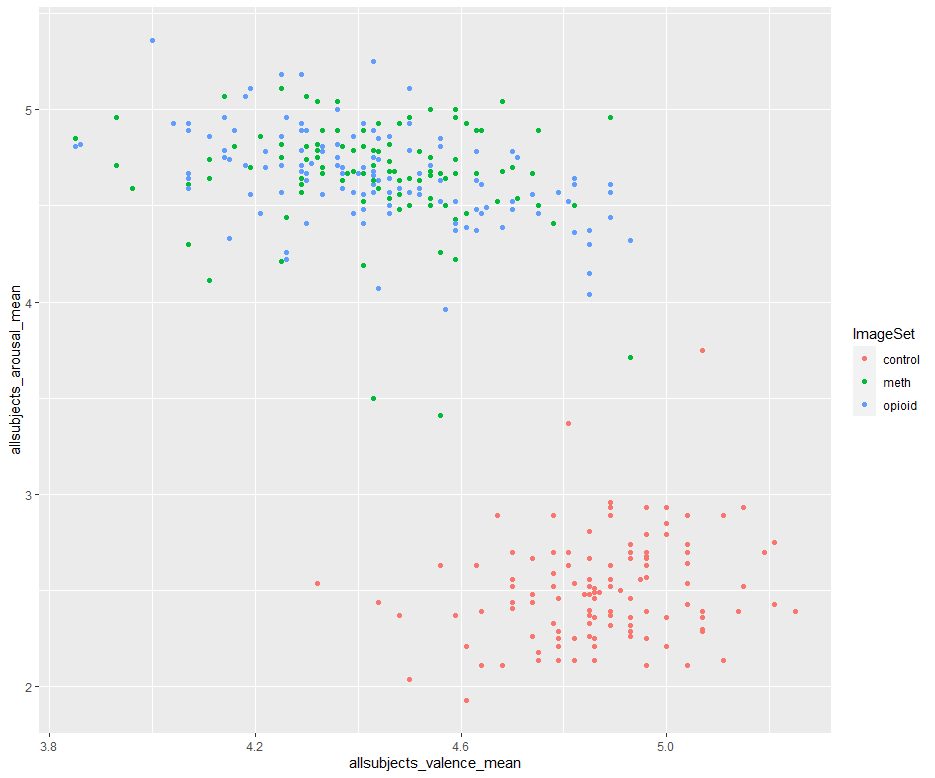 5
4
3
2
3.8
4.2
4.6
5.0
allsubjects_arousal_mean
allsubjects_valence_mean
ImageSet
control
meth
opioid